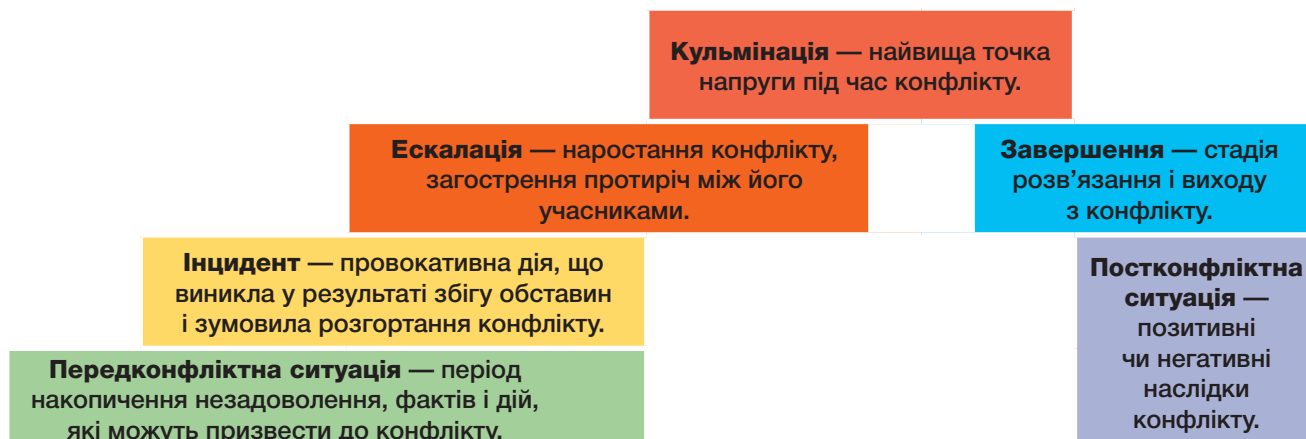 Кульмінація — найвища точка
напруги під час конфлікту.
Ескалація — наростання конфлікту,
загострення протиріч між його
учасниками.
Завершення — стадія
розв’язання і виходу
з конфлікту.
Інцидент — провокативна дія, що
виникла у результаті збігу обставин
і зумовила розгортання конфлікту.
Постконфліктна
ситуація —
позитивні
чи негативні
наслідки
конфлікту.
Передконфліктна ситуація — період
накопичення незадоволення, фактів і дій,
які можуть призвести до конфлікту.